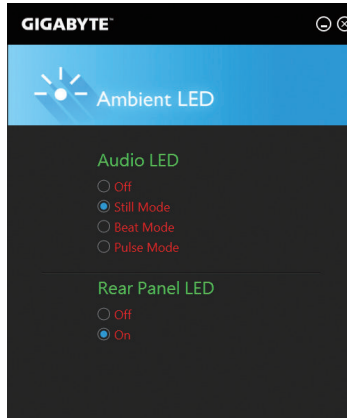 GIGABYTE™
Ambient LED
Audio LED
Off
Still Mode
Beat Mode
Pulse Mode
Rear Panel LED
Off
On